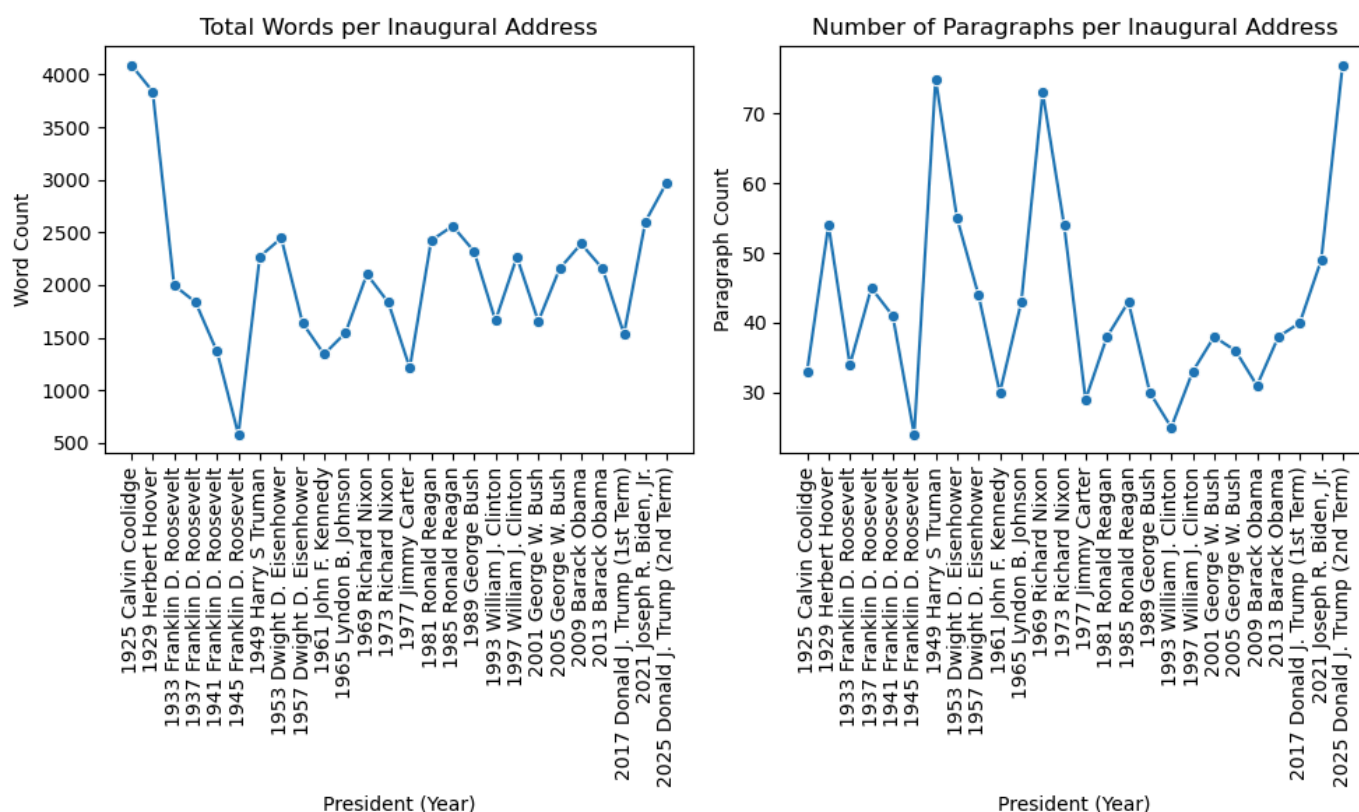 Total Words per Inaugural Address
4000
3500
3000
2500
2000
1500
1000
500
Word Count
1925 Calvin Coolidge
1929 Herbert Hoover
1933 Franklin D. Roosevelt
1937 Franklin D. Roosevelt
1941 Franklin D. Roosevelt
1945 Franklin D. Roosevelt
1949 Harry S Truman
1953 Dwight D. Eisenhower
1957 Dwight D. Eisenhower
1961 John F. Kennedy
1965 Lyndon B. Johnson
1969 Richard Nixon
1973 Richard Nixon
1977 Jimmy Carter
1981 Ronald Reagan
1985 Ronald Reagan
1989 George Bush
1993 William J. Clinton
1997 William J. Clinton
2001 George W. Bush
2005 George W. Bush
2009 Barack Obama
2013 Barack Obama
2017 Donald J. Trump (1st Term)
2021 Joseph R. Biden, Jr.
2025 Donald J. Trump (2nd Term)
President (Year)
Number of Paragraphs per Inaugural Address
70
60
50
40
30
Paragraph Count
1925 Calvin Coolidge
1929 Herbert Hoover
1933 Franklin D. Roosevelt
1937 Franklin D. Roosevelt
1941 Franklin D. Roosevelt
1945 Franklin D. Roosevelt
1949 Harry S Truman
1953 Dwight D. Eisenhower
1957 Dwight D. Eisenhower
1961 John F. Kennedy
1965 Lyndon B. Johnson
1969 Richard Nixon
1973 Richard Nixon
1977 Jimmy Carter
1981 Ronald Reagan
1985 Ronald Reagan
1989 George Bush
1993 William J. Clinton
1997 William J. Clinton
2001 George W. Bush
2005 George W. Bush
2009 Barack Obama
2013 Barack Obama
2017 Donald J. Trump (1st Term)
2021 Joseph R. Biden, Jr.
2025 Donald J. Trump (2nd Term)
President (Year)